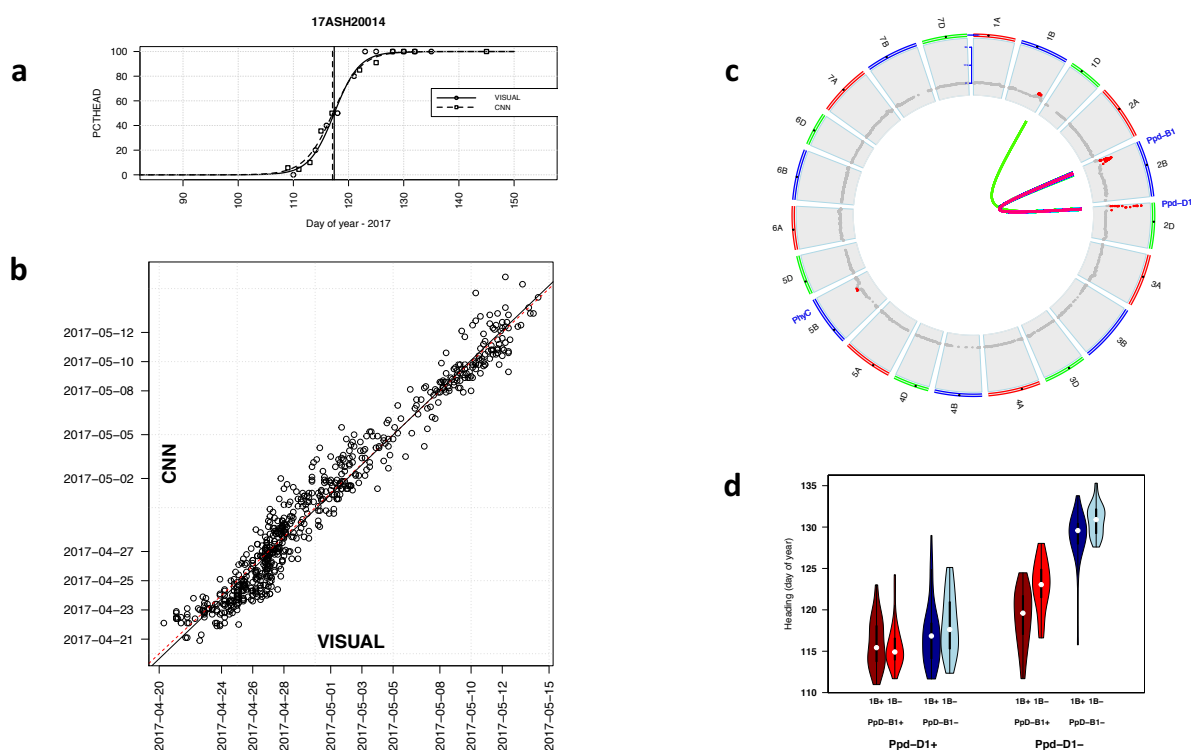 a
17ASH20014
PCTHEAD
100
80
60
40
20
0
VISUAL
CNN
90 100 110 120 130 140 150
Day of year - 2017
b
2017-05-12
2017-05-10
2017-05-08
2017-05-05
2017-05-02
2017-04-27
2017-04-25
2017-04-23
2017-04-21
CNN
VISUAL
2017-04-20
2017-04-24
2017-04-26
2017-04-28
2017-05-01
2017-05-03
2017-05-05
2017-05-08
2017-05-10
2017-05-12
2017-05-15
c
1A
1B
1D
2A
Ppd-B1
2B
Ppd-D1
2D
3A
3B
3D
4A
4B
4D
5A
5B
PhyC
5D
6A
6B
6D
7A
7B
7D
d
Heading (day of year)
135
130
125
120
115
110
1B+ 1B- 1B+ 1B- 1B+ 1B- 1B+ 1B-
PpD-B1+ PpD-B1- PpD-B1+ PpD-B1-
Ppd-D1+ Ppd-D1-